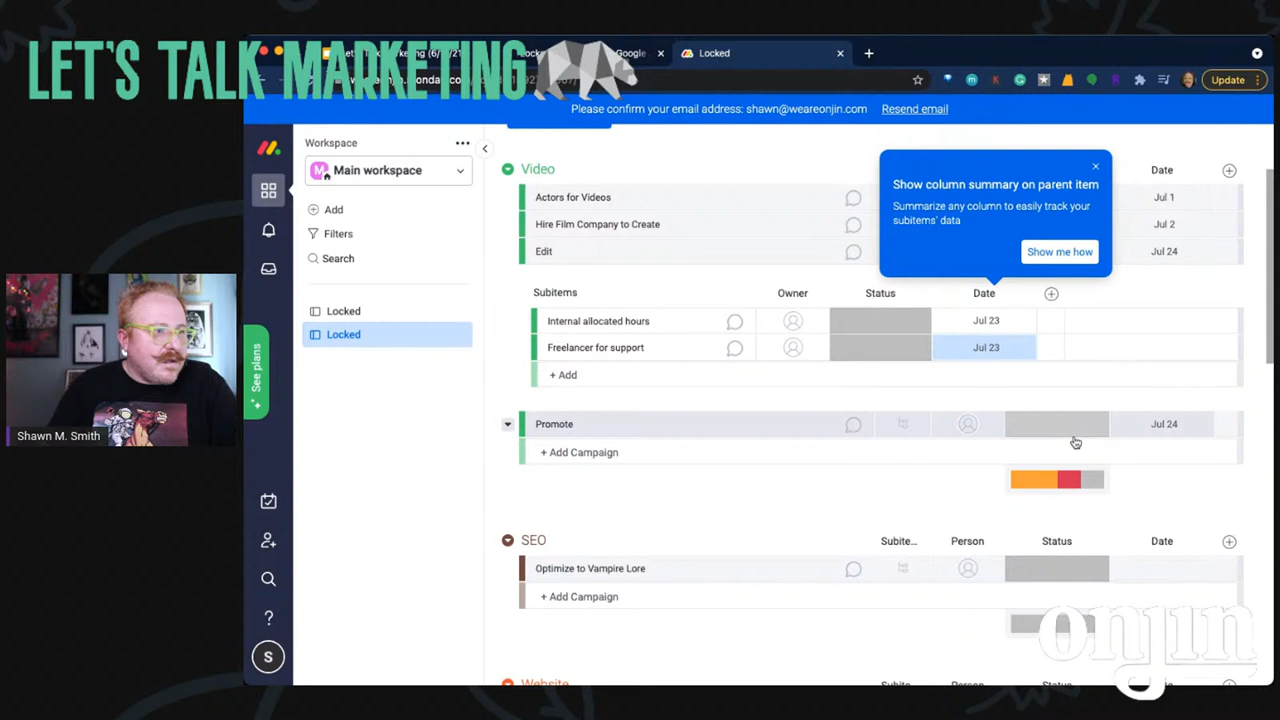 LET'S TALK MARKETING
Google
Locked
Update
Please confirm your email address: shawn@weareonjin.com Resend email
Workspace
M
Main workspace
Add
Filters
Search
Locked
Locked
See plans
S
Video
Date
Actors for Videos
Jul 1
Hire Film Company to Create
Jul 2
Edit
Jul 24
Show column summary on parent item
Summarize any column to easily track your
subitems' data
Show me how
Subitems Owner Status Date
Internal allocated hours Jul 23
Freelancer for support Jul 23
+ Add
Promote Jul 24
+ Add Campaign
SEO Subite... Person Status Date
Optimize to Vampire Lore
+ Add Campaign
Website
Shawn M. Smith
onjin